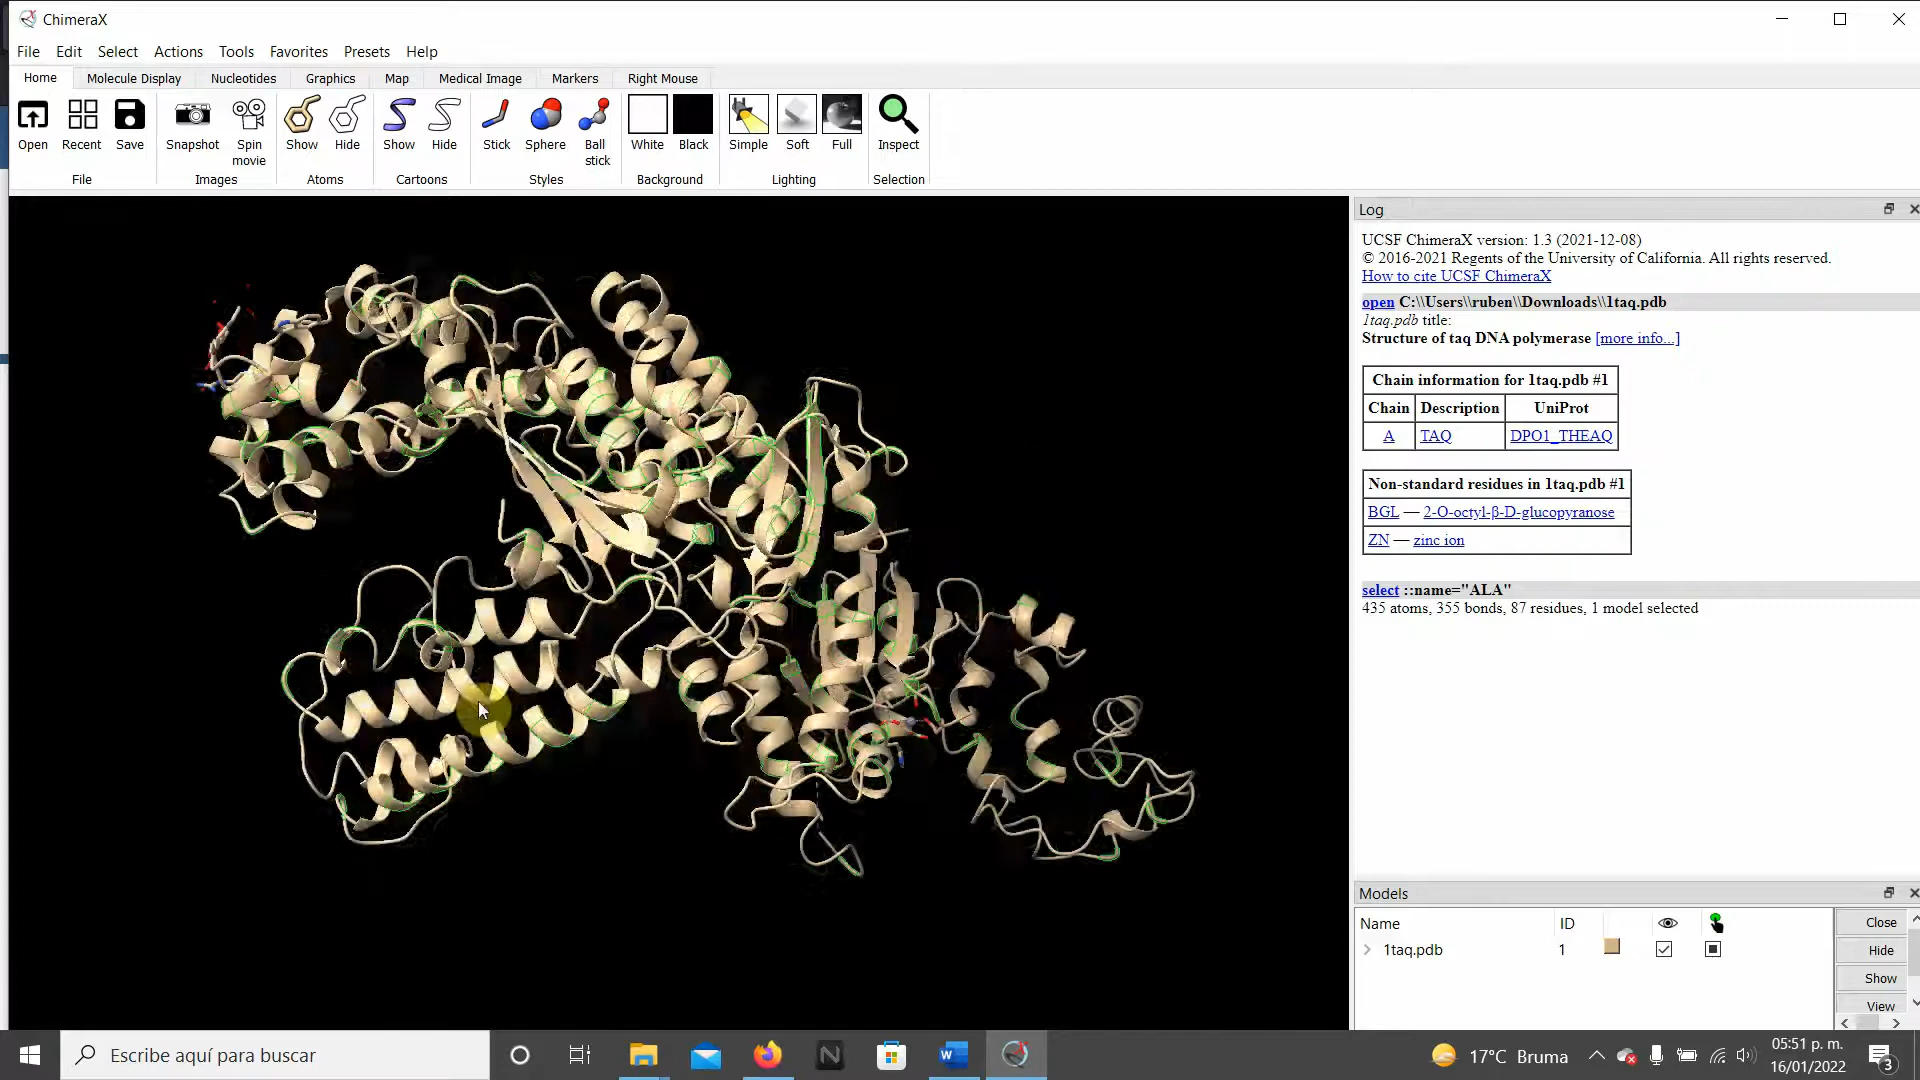 ChimeraX
File Edit Select Actions Tools Favorites Presets Help
Home Molecule Display Nucleotides Graphics Map Medical Image Markers Right Mouse
Open Recent Save Snapshot Spin movie Show Hide Show Hide Stick Sphere Ball stick White Black Simple Soft Full Inspect
File Images Atoms Cartoons Styles Background Lighting Selection
Log
UCSF ChimeraX version: 1.3 (2021-12-08)
© 2016-2021 Regents of the University of California. All rights reserved.
How to cite UCSF ChimeraX
open C:\\Users\\ruben\\Downloads\\1taq.pdb
1taq.pdb title:
Structure of taq DNA polymerase [more info...]
Chain information for 1taq.pdb #1
Chain Description UniProt
A TAQ DPO1_THEAQ
Non-standard residues in 1taq.pdb #1
BGL — 2-O-octyl-β-D-glucopyranose
ZN — zinc ion
select ::name="ALA"
435 atoms, 355 bonds, 87 residues, 1 model selected
Models
Name ID
1taq.pdb 1
Close
Hide
Show
View
Escribe aquí para buscar
N
W
17°C Bruma
05:51 p. m.
16/01/2022
3